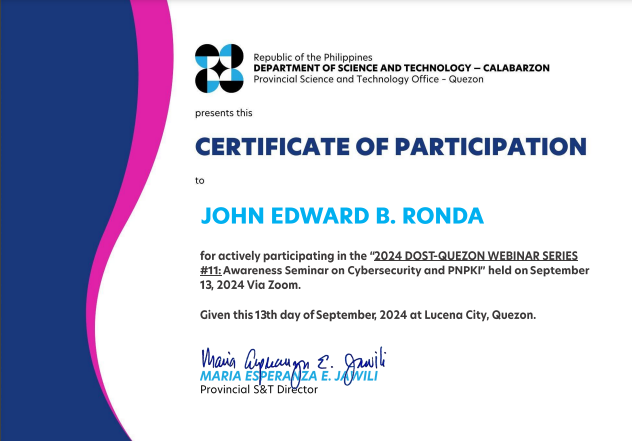 Republic of the Philippines
DEPARTMENT OF SCIENCE AND TECHNOLOGY — CALABARZON
Provincial Science and Technology Office – Quezon
presents this
CERTIFICATE OF PARTICIPATION
to
JOHN EDWARD B. RONDA
for actively participating in the “2024 DOST-QUEZON WEBINAR SERIES
#11: Awareness Seminar on Cybersecurity and PNPKI” held on September
13, 2024 Via Zoom.
Given this 13th day of September, 2024 at Lucena City, Quezon.
Maria Esperanza E. Jawili
MARIA ESPERANZA E. JAWILI
Provincial S&T Director